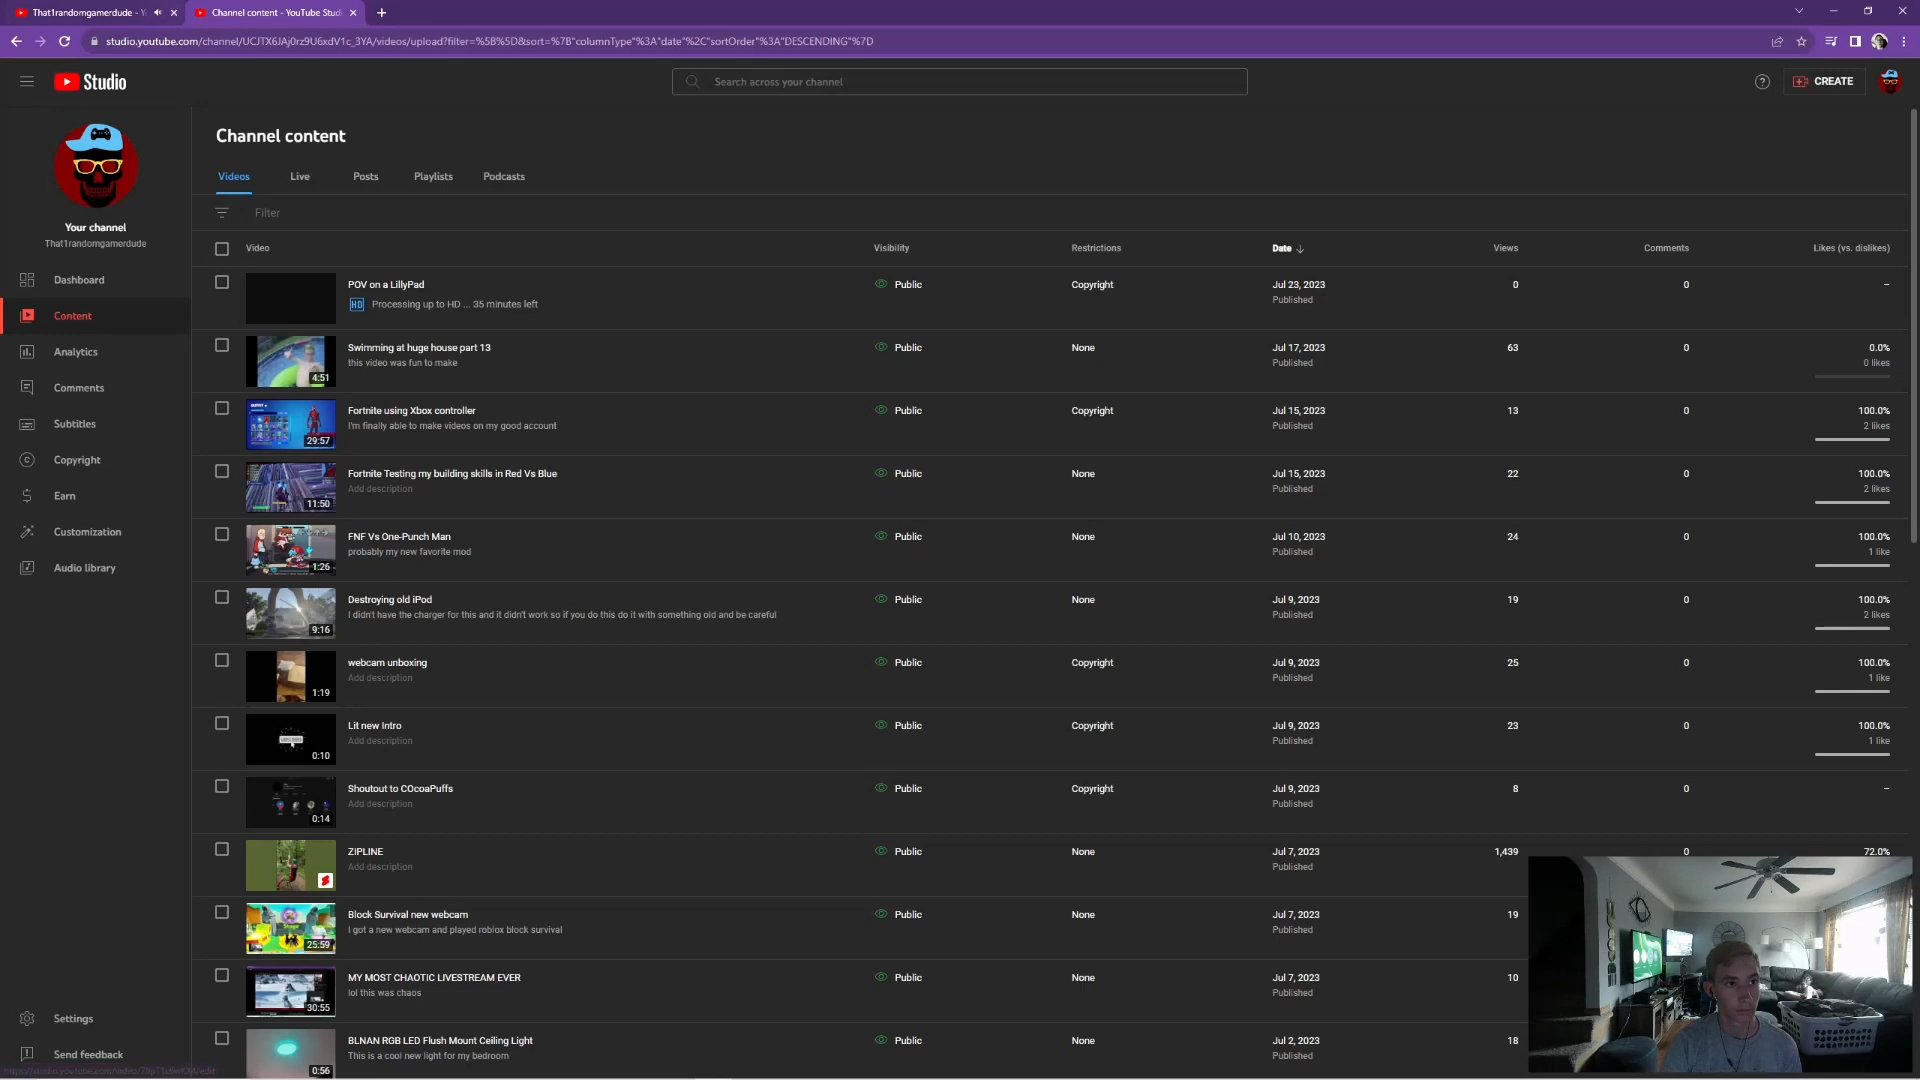 That1randomgamerdude - Y
Channel content - YouTube Studi
studio.youtube.com/channel/UCJTX6JAj0rz9U6xdV1c_3YA/videos/upload?filter=%5B%5D&sort=%7B"columnType"%3A"date"%2C"sortOrder"%3A"DESCENDING"%7D
Studio
Search across your channel
CREATE
Your channel
That1randomgamerdude
Dashboard
Content
Analytics
Comments
Subtitles
Copyright
Earn
Customization
Audio library
Settings
Send feedback
Channel content
Videos Live Posts Playlists Podcasts
Filter
Video Visibility Restrictions Date Views Comments Likes (vs. dislikes)
POV on a LillyPad Public Copyright Jul 23, 2023 0 0 –
HD Processing up to HD ... 35 minutes left Published
Swimming at huge house part 13 Public None Jul 17, 2023 63 0 0.0%
this video was fun to make Published 0 likes
4:51
Fortnite using Xbox controller Public Copyright Jul 15, 2023 13 0 100.0%
I'm finally able to make videos on my good account Published 2 likes
29:57
Fortnite Testing my building skills in Red Vs Blue Public None Jul 15, 2023 22 0 100.0%
Add description Published 2 likes
11:50
FNF Vs One-Punch Man Public None Jul 10, 2023 24 0 100.0%
probably my new favorite mod Published 1 like
1:26
Destroying old iPod Public None Jul 9, 2023 19 0 100.0%
I didn't have the charger for this and it didn't work so if you do this do it with something old and be careful Published 2 likes
9:16
webcam unboxing Public Copyright Jul 9, 2023 25 0 100.0%
Add description Published 1 like
1:19
Lit new Intro Public Copyright Jul 9, 2023 23 0 100.0%
Add description Published 1 like
0:10
Shoutout to COcoaPuffs Public Copyright Jul 9, 2023 8 0 –
Add description Published
0:14
ZIPLINE Public None Jul 7, 2023 1,439 0 72.0%
Add description Published
Block Survival new webcam Public None Jul 7, 2023 19
I got a new webcam and played roblox block survival Published
25:59
MY MOST CHAOTIC LIVESTREAM EVER Public None Jul 7, 2023 10
lol this was chaos Published
30:55
BLNAN RGB LED Flush Mount Ceiling Light Public None Jul 2, 2023 18
This is a cool new light for my bedroom Published
0:56